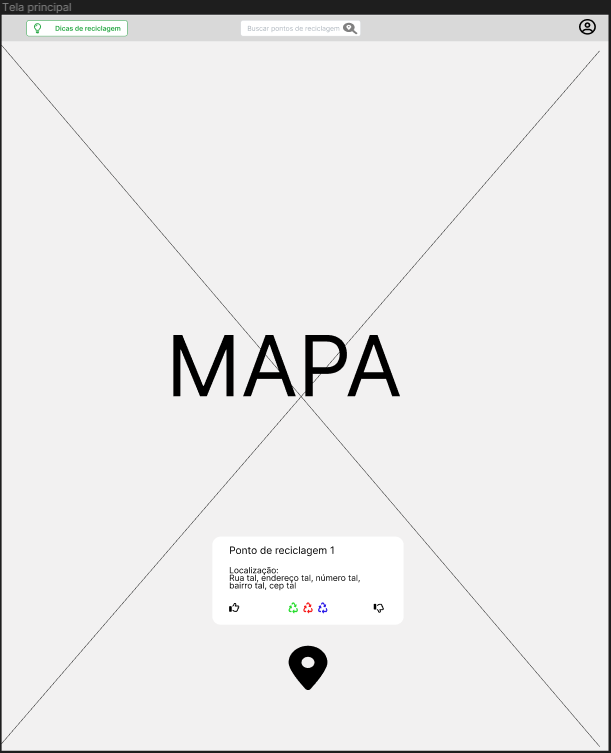 Tela principal
Dicas de reciclagem
Buscar pontos de reciclagem
MAPA
Ponto de reciclagem 1
Localização:
Rua tal, endereço tal, número tal,
bairro tal, cep tal